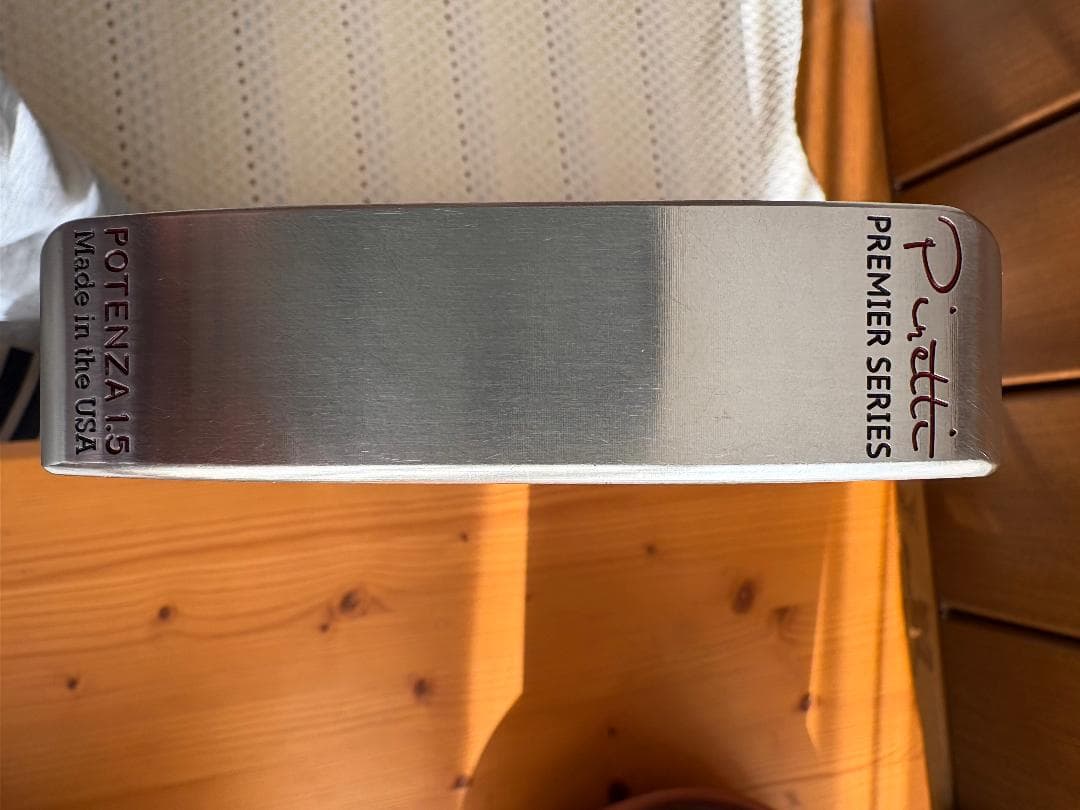 POTENZA 1.5
Made in the USA
Piretti
PREMIER SERIES